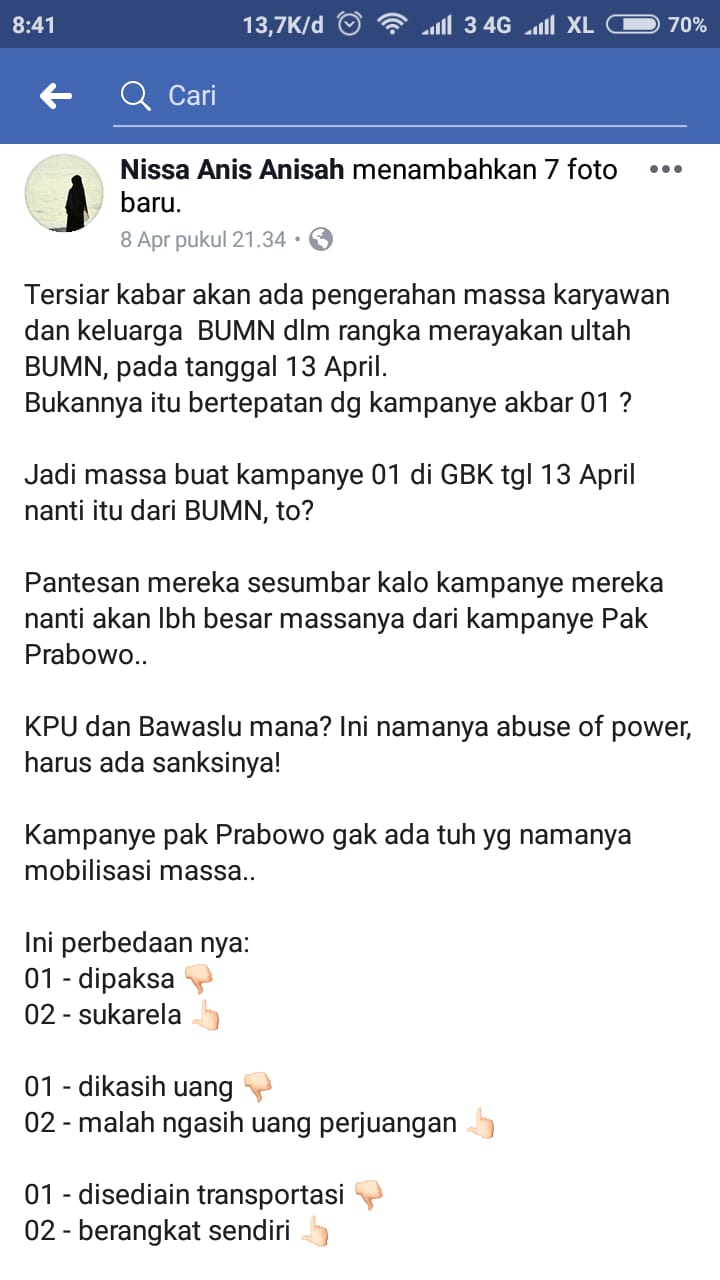 8:41 13,7K/d 3 4G XL 70%
Cari
Nissa Anis Anisah menambahkan 7 foto
baru.
8 Apr pukul 21.34 •
Tersiar kabar akan ada pengerahan massa karyawan
dan keluarga BUMN dlm rangka merayakan ultah
BUMN, pada tanggal 13 April.
Bukannya itu bertepatan dg kampanye akbar 01 ?
Jadi massa buat kampanye 01 di GBK tgl 13 April
nanti itu dari BUMN, to?
Pantesan mereka sesumbar kalo kampanye mereka
nanti akan lbh besar massanya dari kampanye Pak
Prabowo..
KPU dan Bawaslu mana? Ini namanya abuse of power,
harus ada sanksinya!
Kampanye pak Prabowo gak ada tuh yg namanya
mobilisasi massa..
Ini perbedaan nya:
01 - dipaksa 👎🏻
02 - sukarela 👆🏻
01 - dikasih uang 👎🏻
02 - malah ngasih uang perjuangan 👆🏻
01 - disediain transportasi 👎🏻
02 - berangkat sendiri 👆🏻